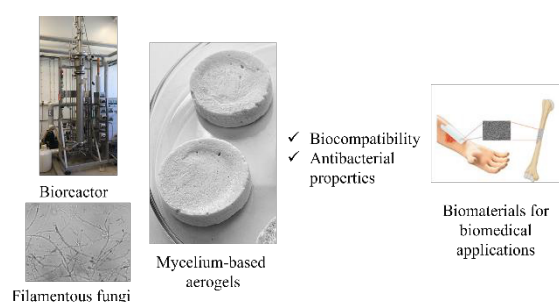 Bioreactor
Filamentous fungi
Mycelium-based
aerogels
✓ Biocompatibility
✓ Antibacterial
properties
Biomaterials for
biomedical
applications